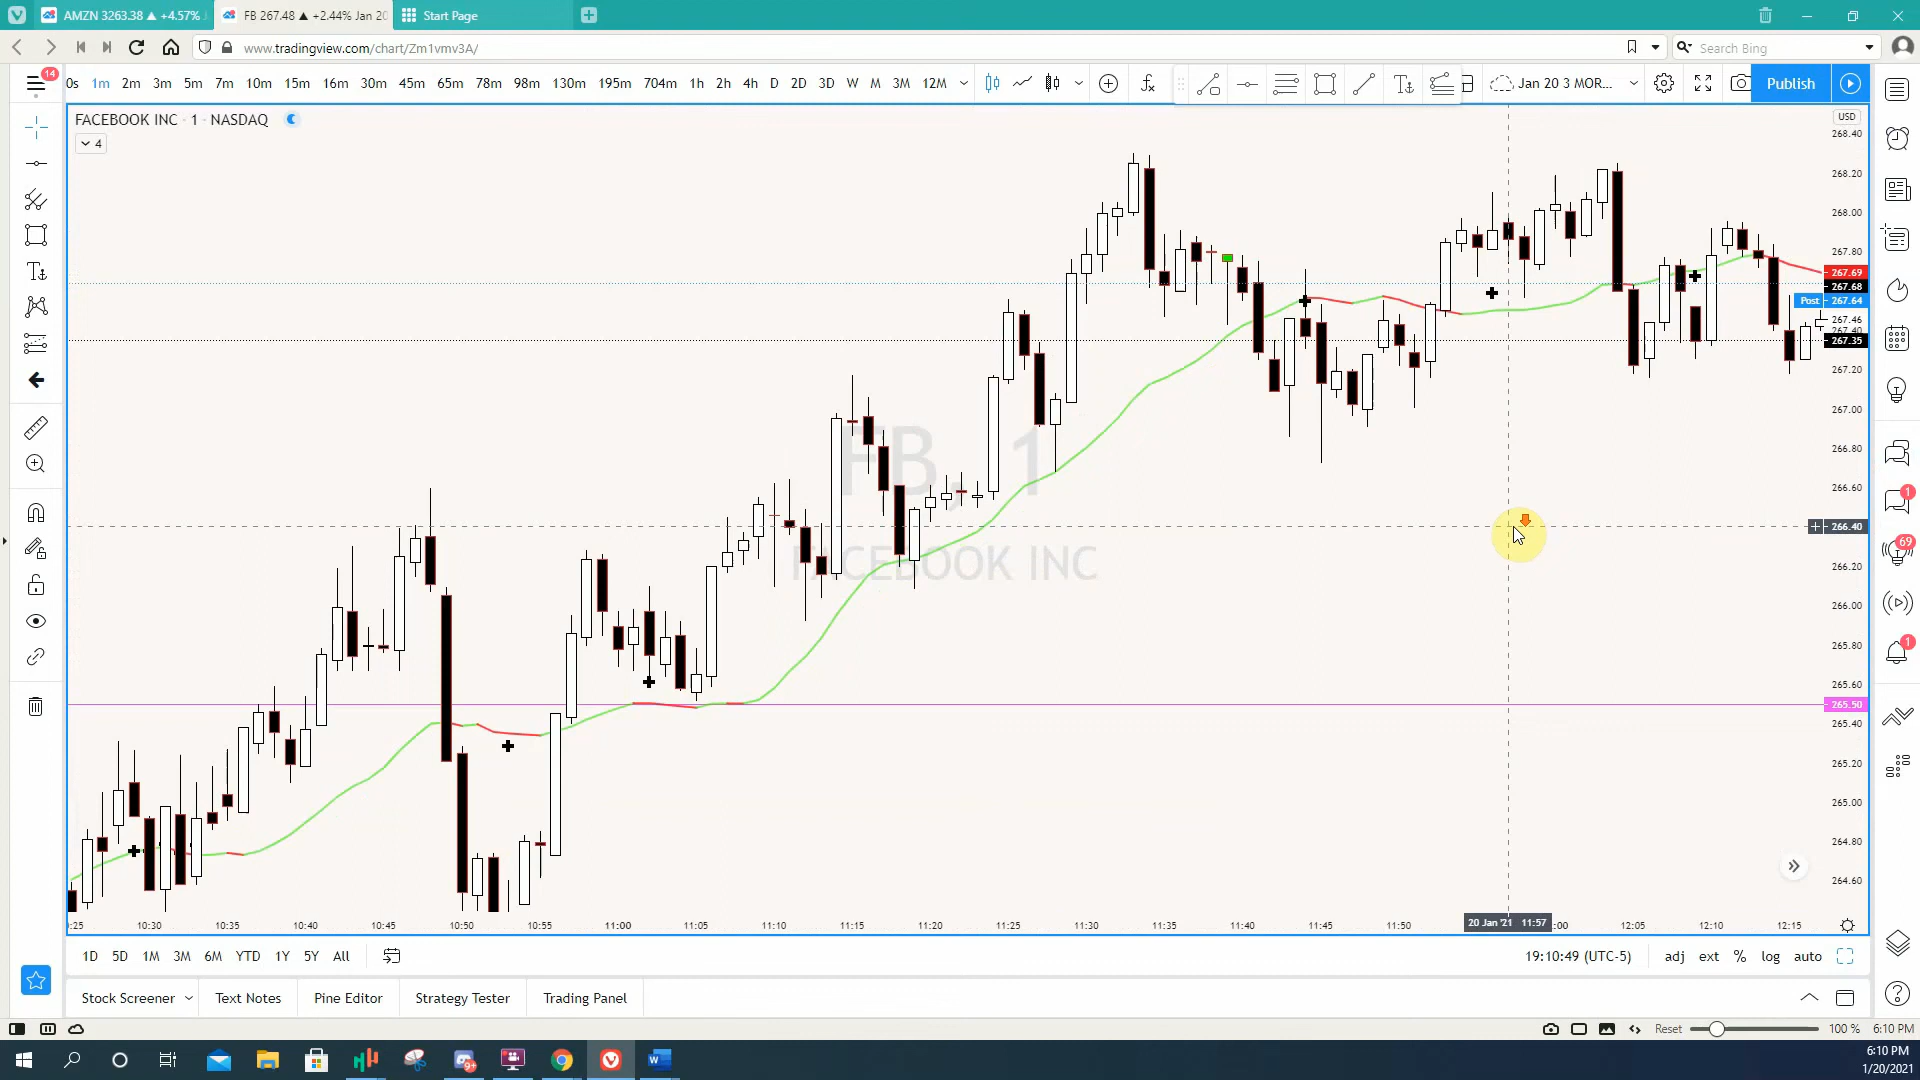 AMZN 3263.38 ▲ +4.57%
FB 267.48 ▲ +2.44% Jan 20
Start Page
www.tradingview.com/chart/Zm1vmv3A/
Search Bing
14
0s 1m 2m 3m 5m 7m 10m 15m 16m 30m 45m 65m 78m 98m 130m 195m 704m 1h 2h 4h D 2D 3D W M 3M 12M
Jan 20 3 MOR...
Publish
FACEBOOK INC · 1 · NASDAQ
4
USD
268.40
268.20
268.00
267.80
267.69
267.68
Post 267.64
267.46
267.40
267.35
267.20
267.00
266.80
266.60
266.40
266.20
266.00
265.80
265.60
265.50
265.40
265.20
265.00
264.80
264.60
FB, 1
FACEBOOK INC
1
69
1
:25 10:30 10:35 10:40 10:45 10:50 10:55 11:00 11:05 11:10 11:15 11:20 11:25 11:30 11:35 11:40 11:45 11:50 20 Jan '21 11:57 :00 12:05 12:10 12:15
1D 5D 1M 3M 6M YTD 1Y 5Y All
19:10:49 (UTC-5) adj ext % log auto
Stock Screener Text Notes Pine Editor Strategy Tester Trading Panel
Reset 100 % 6:10 PM
9+
6:10 PM
1/20/2021